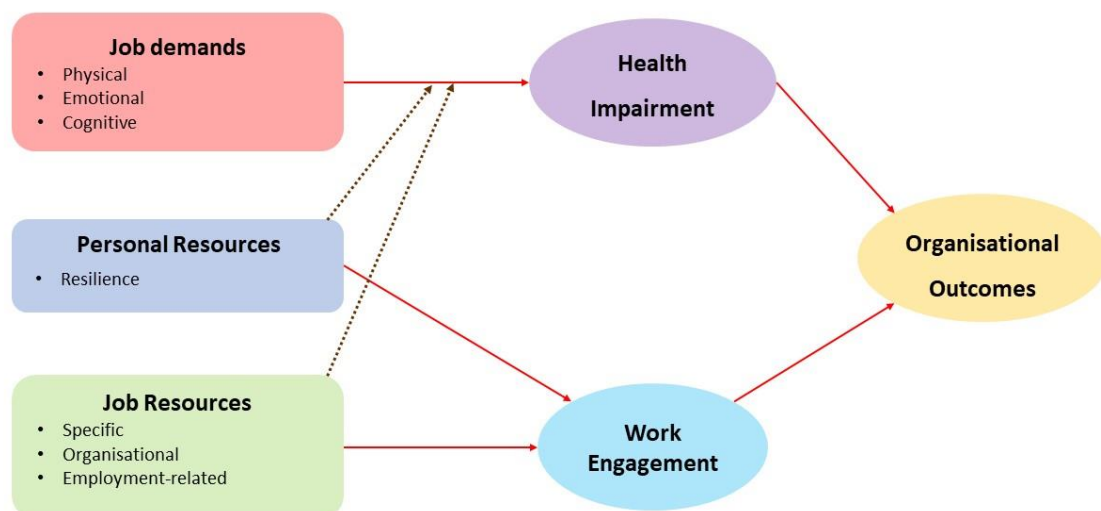 Job demands
• Physical
• Emotional
• Cognitive
Health
Impairment
Personal Resources
• Resilience
Organisational
Outcomes
Job Resources
• Specific
• Organisational
• Employment-related
Work
Engagement